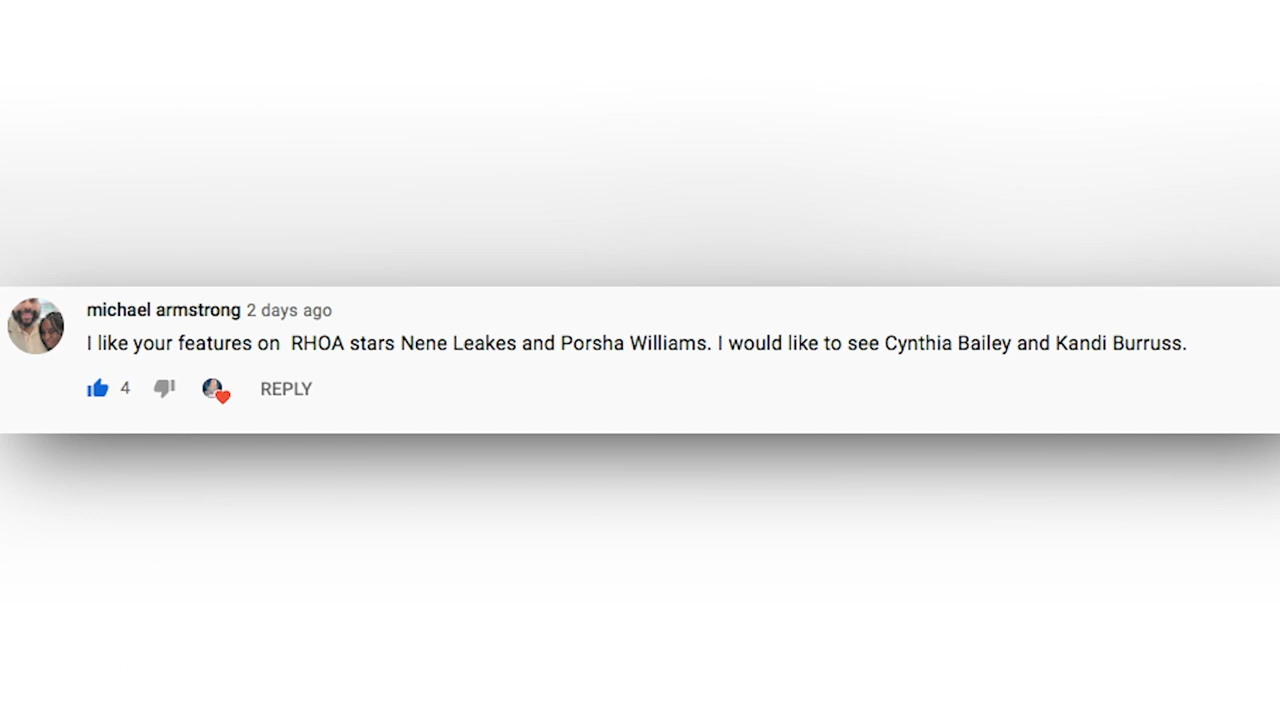 michael armstrong 2 days ago
I like your features on  RHOA stars Nene Leakes and Porsha Williams. I would like to see Cynthia Bailey and Kandi Burruss.
4 REPLY